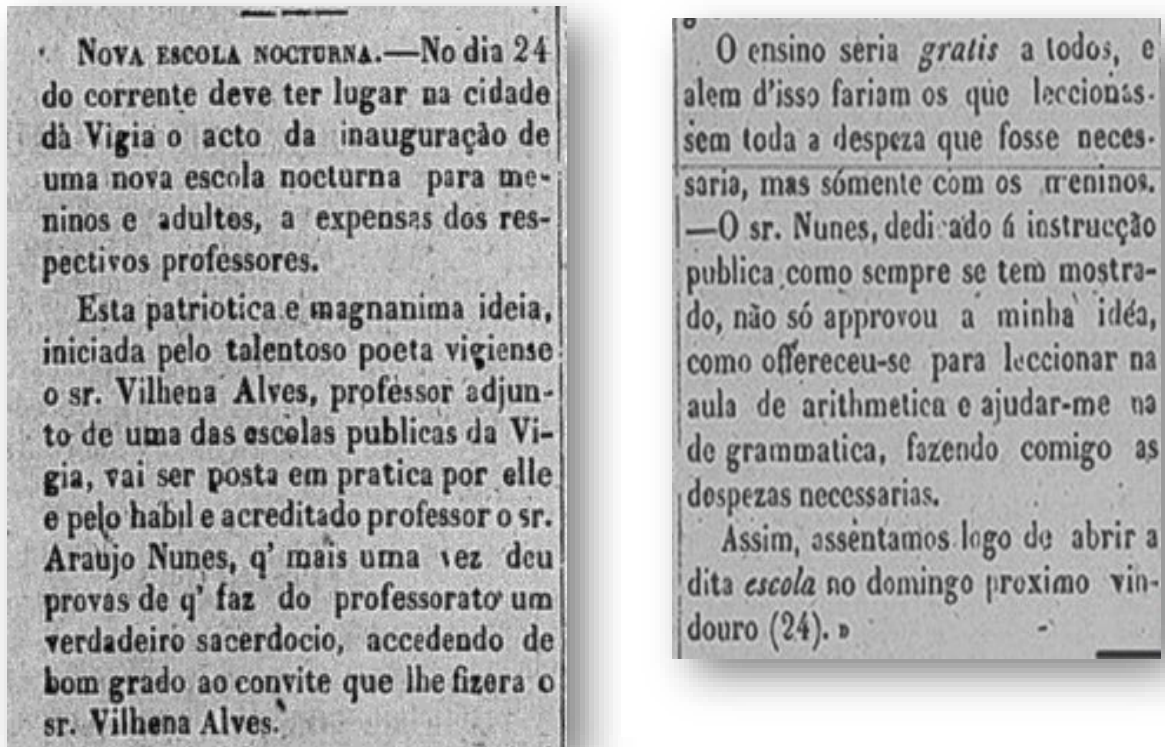 NOVA ESCOLA NOCTURNA.—No dia 24
do corrente deve ter lugar na cidade
da Vigia o acto da inauguração de
uma nova escola nocturna para me-
ninos e adultos, a expensas dos res-
pectivos professores.
Esta patriotica e magnanima ideia,
iniciada pelo talentoso poeta vigiense
o sr. Vilhena Alves, professor adjun-
to de uma das escolas publicas da Vi-
gia, vai ser posta em pratica por elle
e pelo habil e acreditado professor o sr.
Araujo Nunes, q' mais uma vez deu
provas de q' faz do professorato um
verdadeiro sacerdocio, accedendo de
bom grado ao convite que lhe fizera o
sr. Vilhena Alves.
O ensino seria gratis a todos, e
alem d'isso fariam os que leccionas-
sem toda a despeza que fosse neces-
saria, mas sómente com os meninos.
—O sr. Nunes, dedicado á instrucção
publica como sempre se tem mostra-
do, não só approvou a minha idéa,
como offereceu-se para leccionar na
aula de arithmetica e ajudar-me na
de grammatica, fazendo comigo as
despezas necessarias.
Assim, assentamos logo de abrir a
dita escola no domingo proximo vin-
douro (24). »